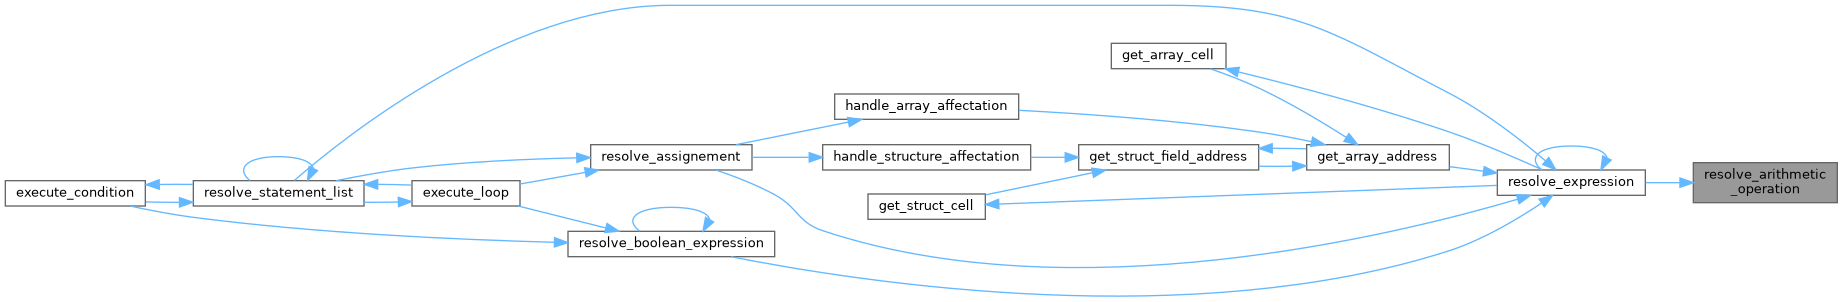 get_array_cell
handle_array_affectation
resolve_assignement
handle_structure_affectation
get_struct_field_address
get_array_address
execute_condition
resolve_statement_list
execute_loop
get_struct_cell
resolve_expression
resolve_arithmetic
_operation
resolve_boolean_expression